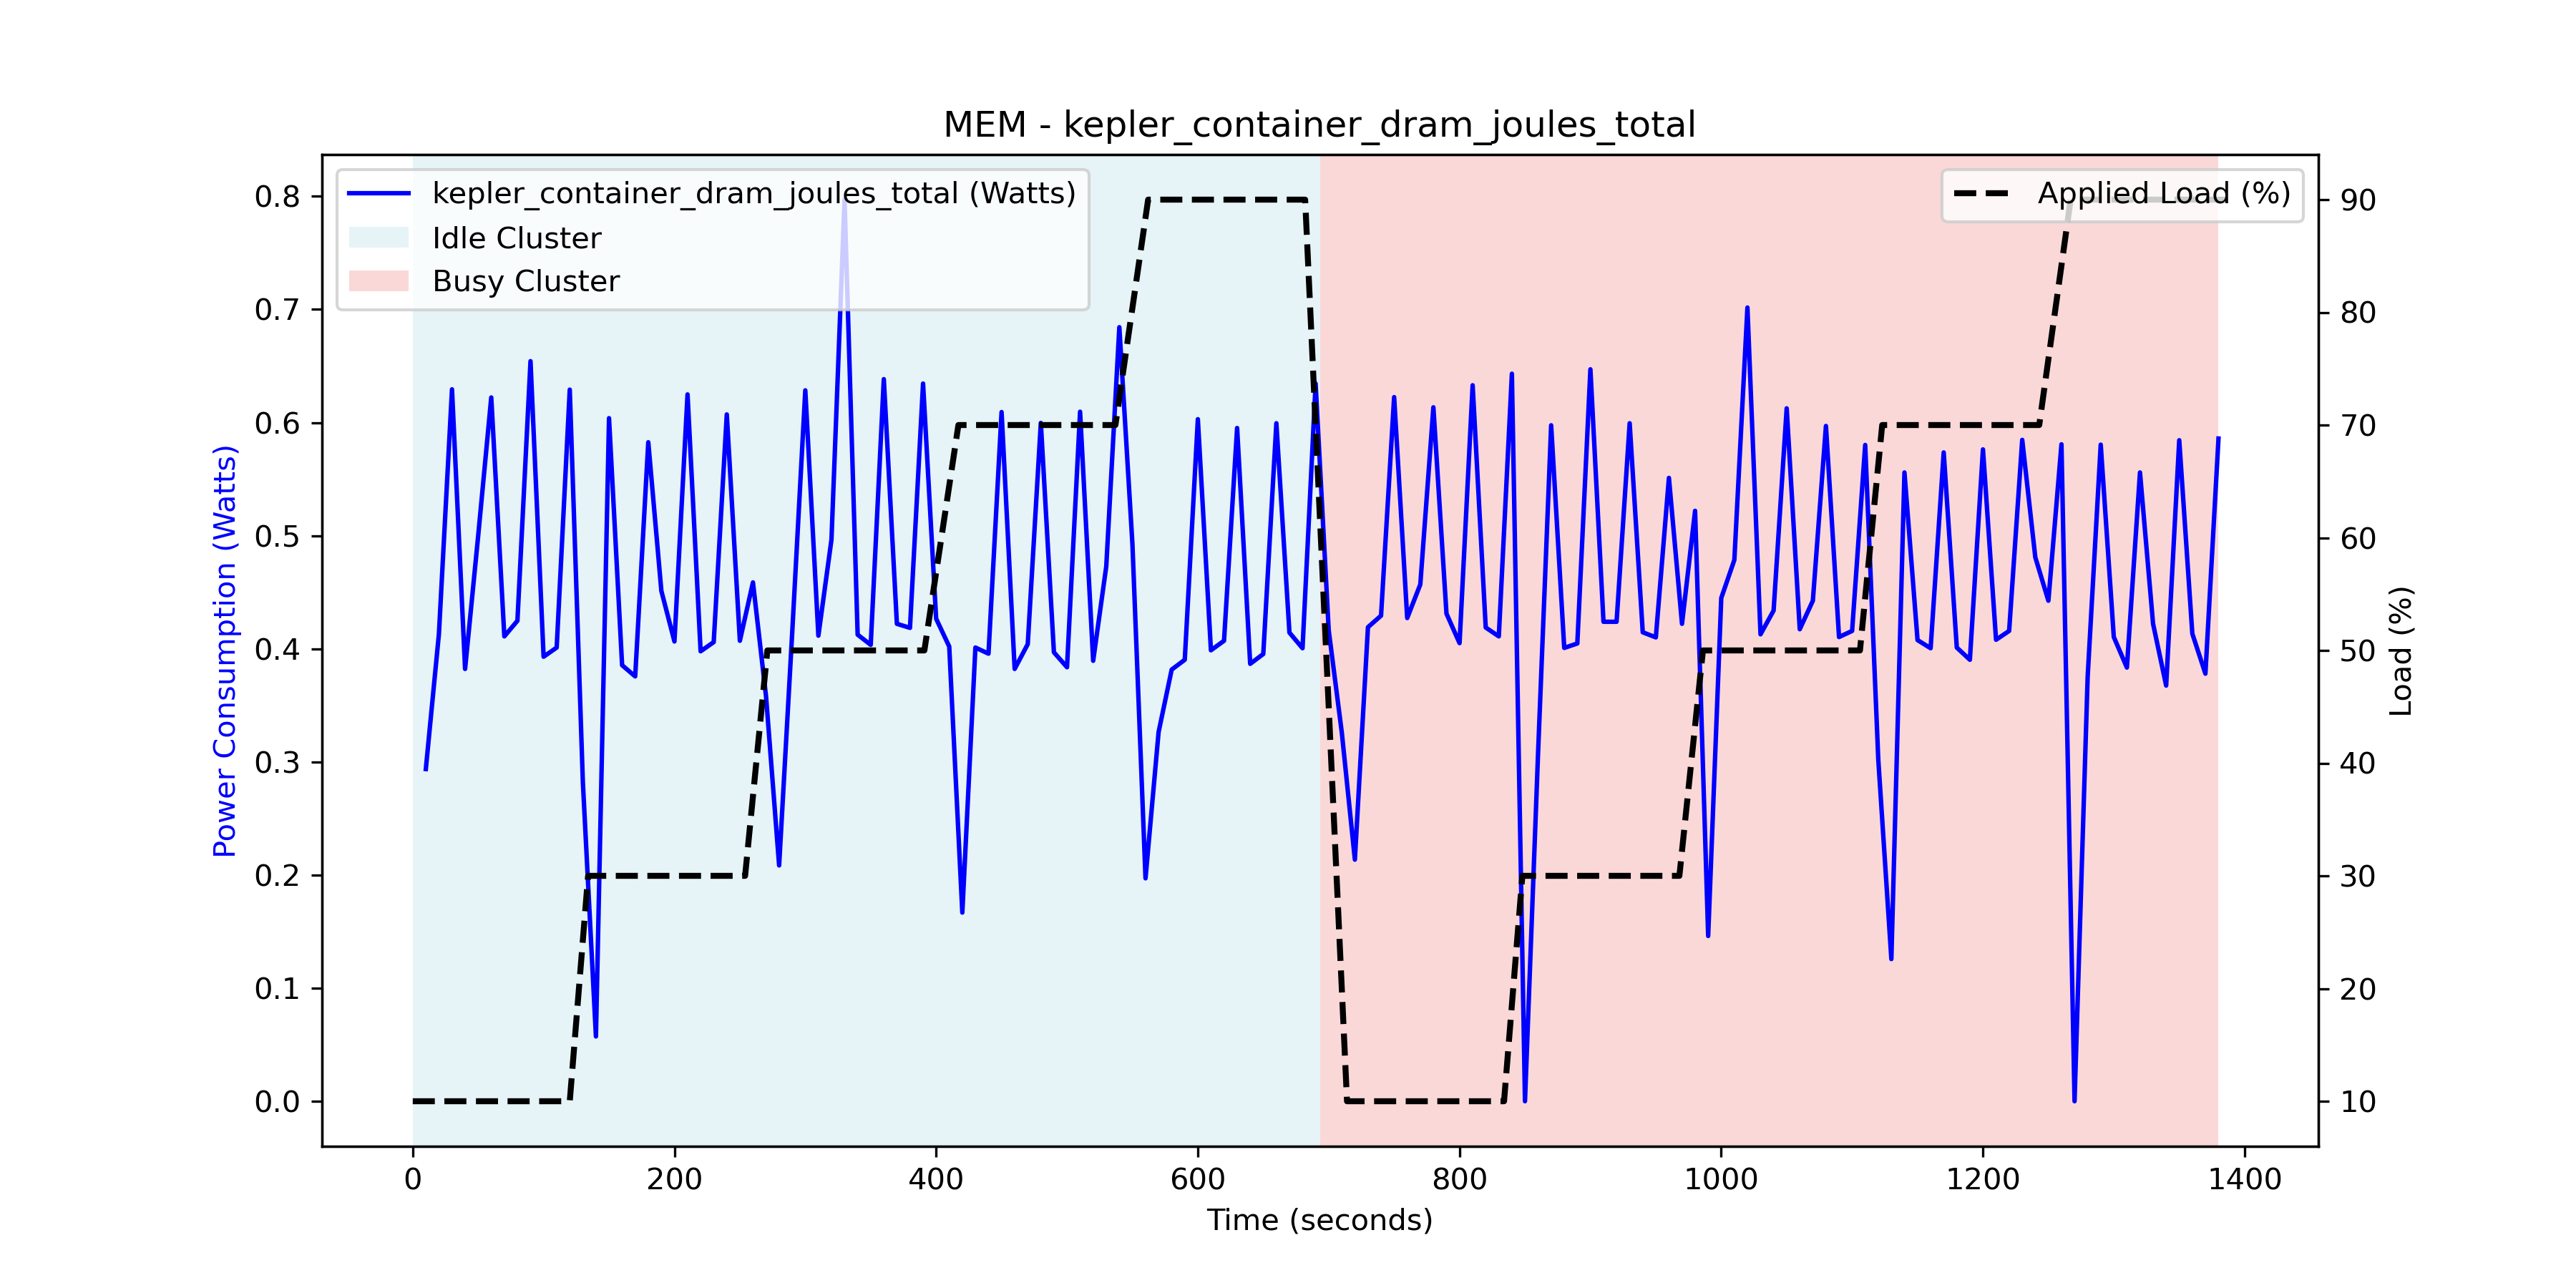 MEM - kepler_container_dram_joules_total
kepler_container_dram_joules_total (Watts)
Idle Cluster
Busy Cluster
Applied Load (%)
Power Consumption (Watts)
0.8
0.7
0.6
0.5
0.4
0.3
0.2
0.1
0.0
90
80
70
60
50
40
30
20
10
Load (%)
0 200 400 600 800 1000 1200 1400
Time (seconds)